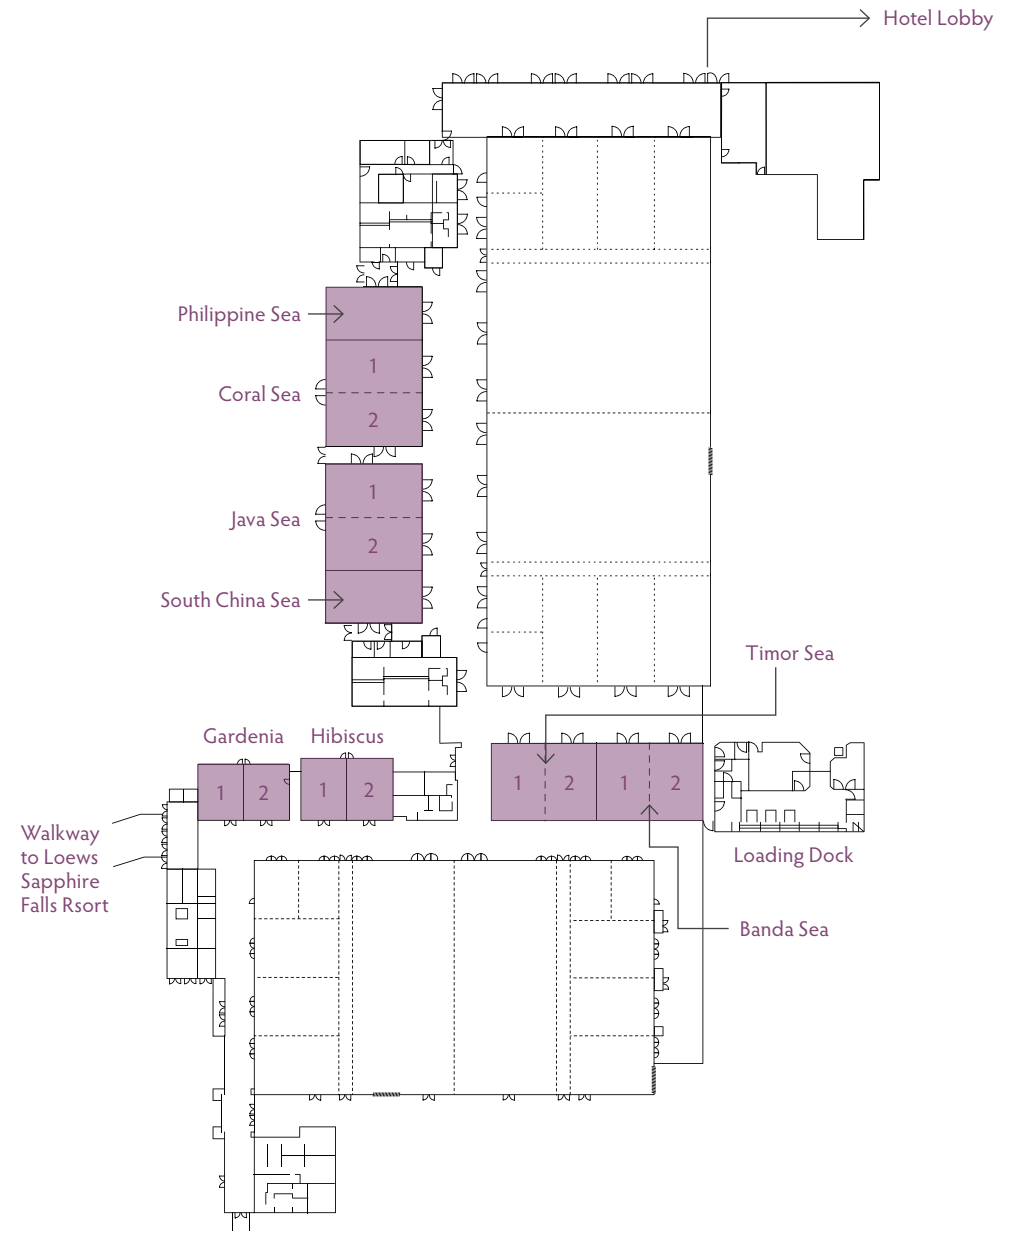 Hotel Lobby
Philippine Sea
1
Coral Sea
2
1
Java Sea
2
South China Sea
Timor Sea
Gardenia
Hibiscus
1
2
1
2
1
2
1
2
Walkway
to Loews
Sapphire
Falls Rsort
Loading Dock
Banda Sea